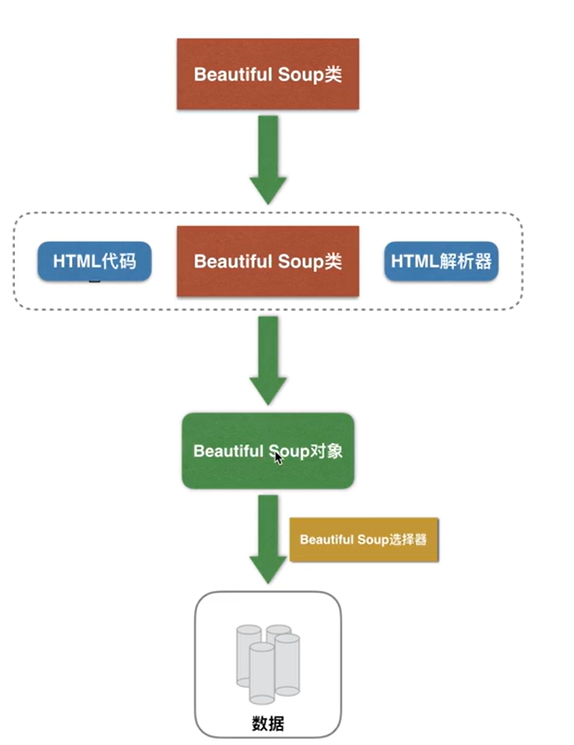 Beautiful Soup类
HTML代码
Beautiful Soup类
HTML解析器
Beautiful Soup对象
Beautiful Soup选择器
数据